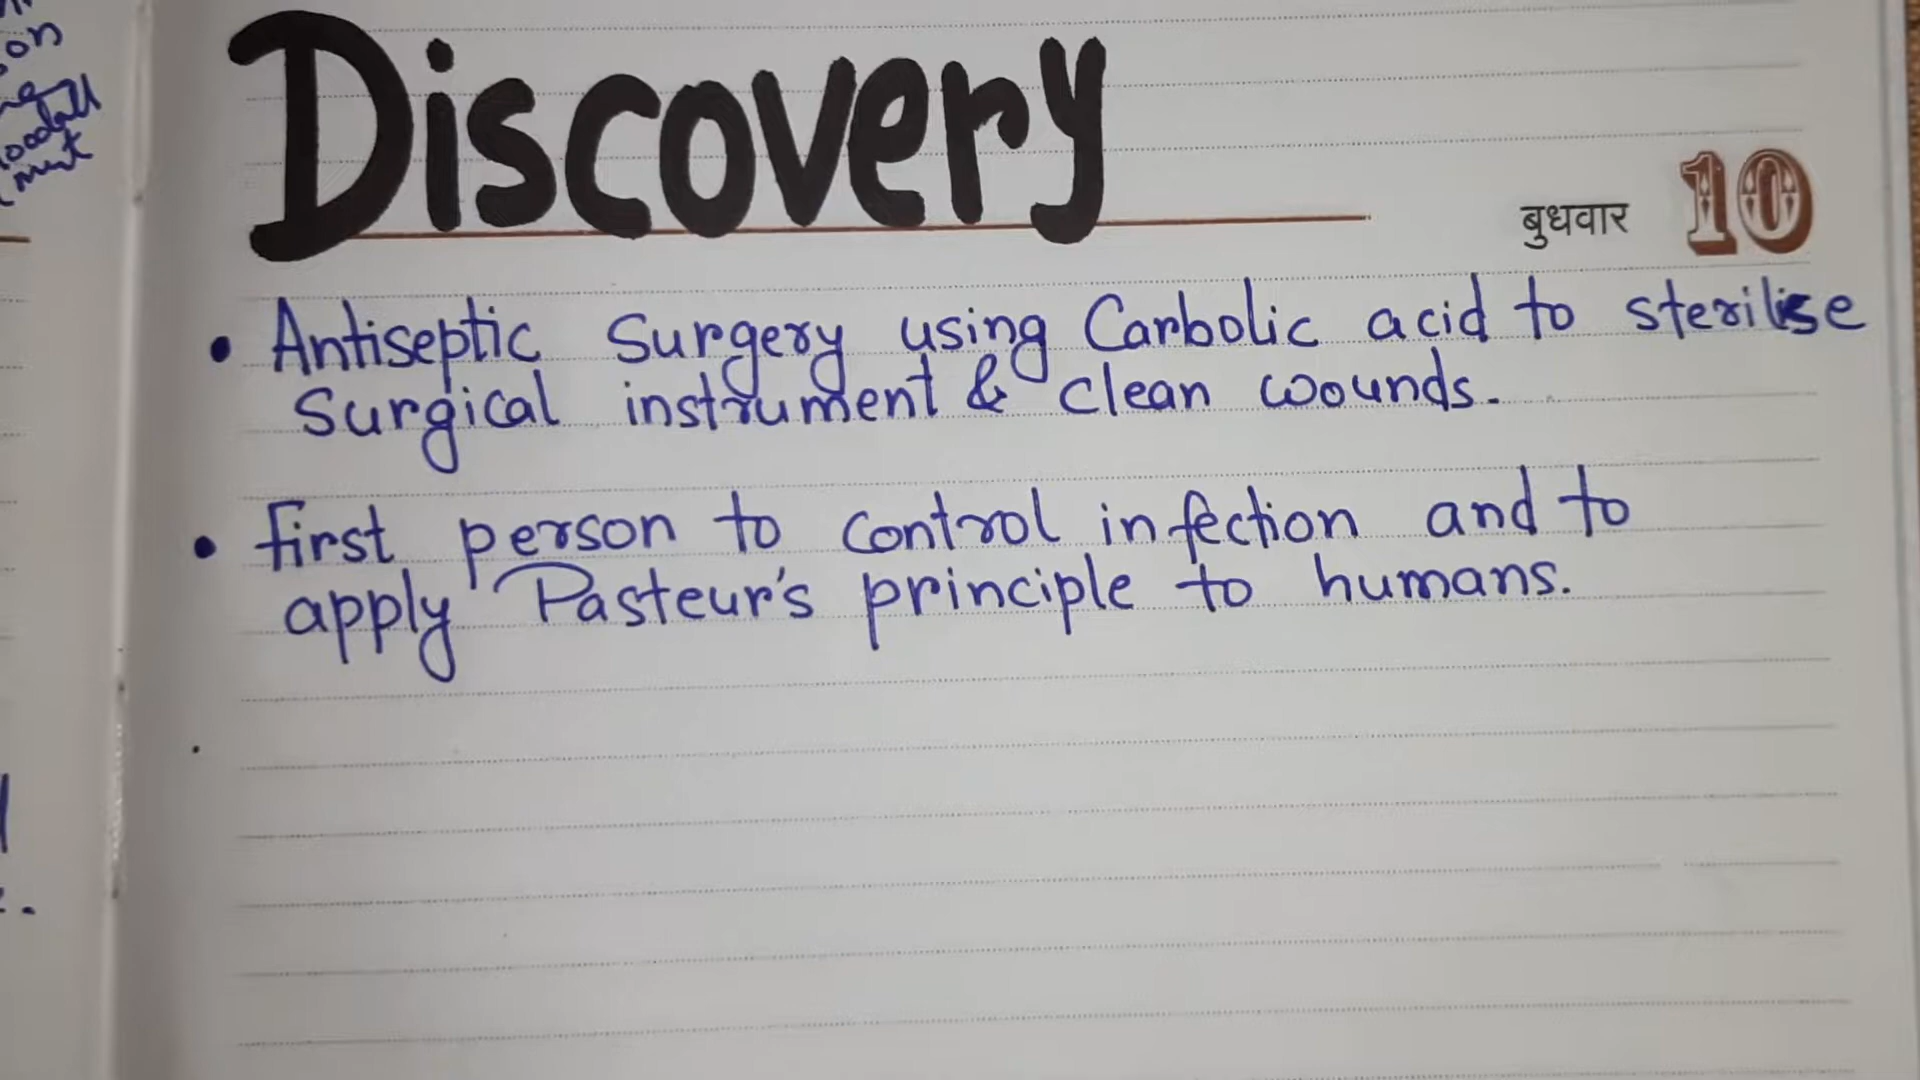 on
Discovery
बुधवार 10
• Antiseptic Surgery using Carbolic acid to sterilise
Surgical instrument & clean wounds.
• first person to control infection and to
apply Pasteur's principle to humans.